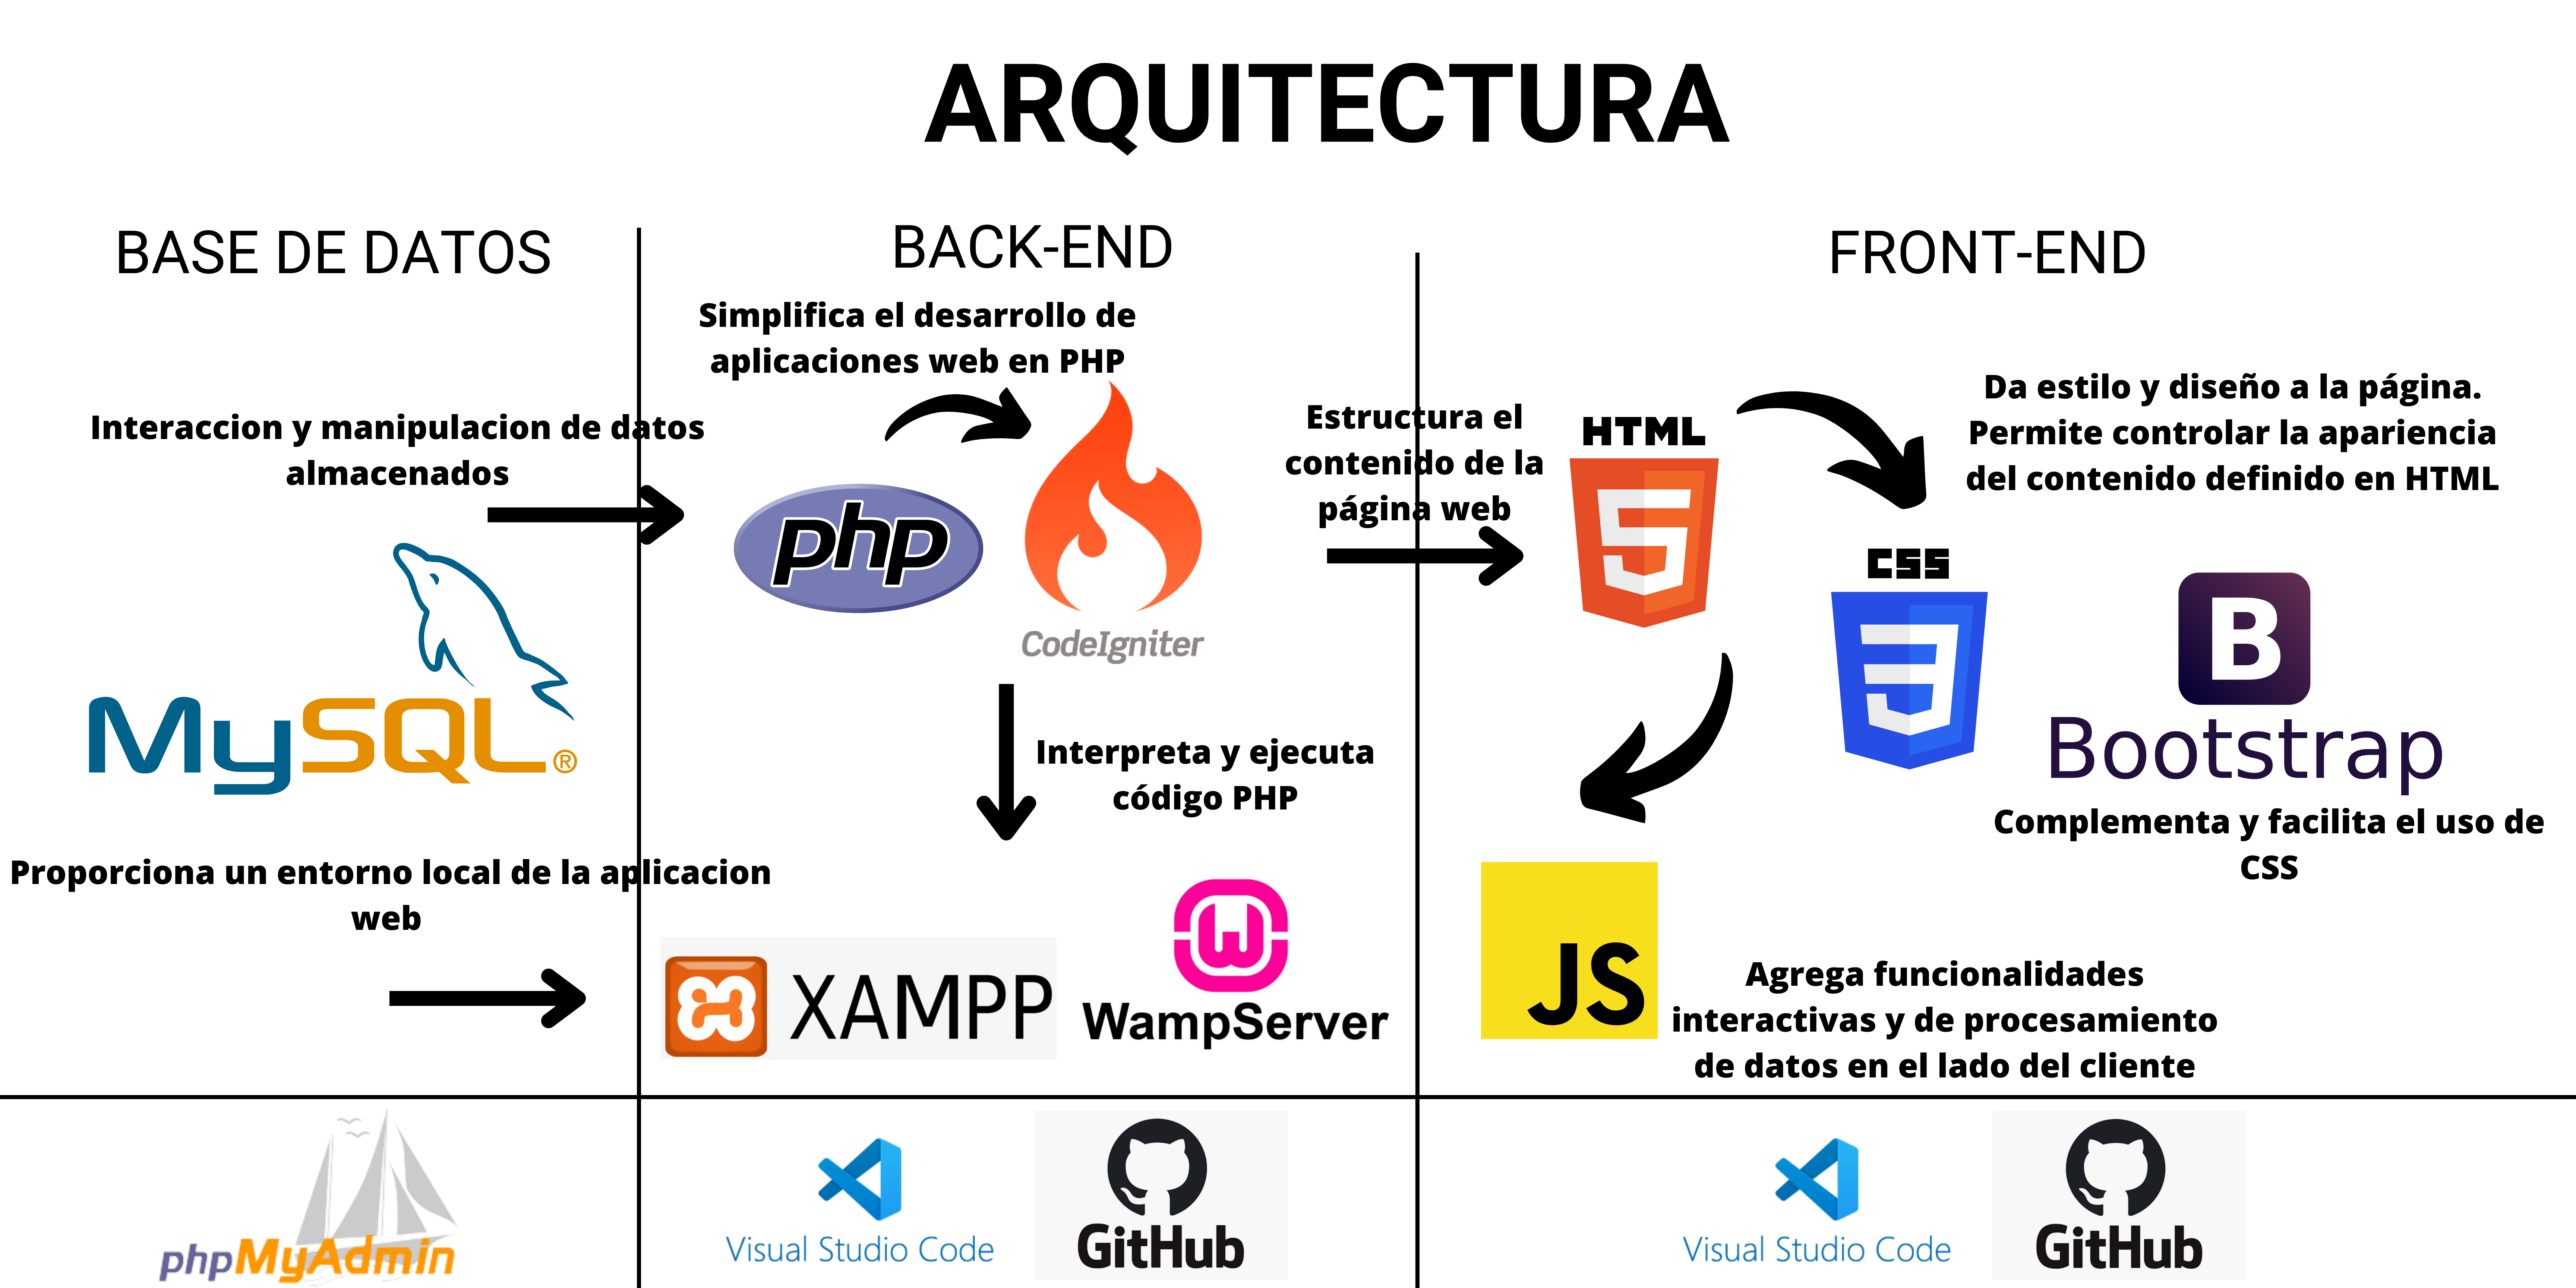 ARQUITECTURA
BASE DE DATOS
Interaccion y manipulacion de datos
almacenados
MySQL®
Proporciona un entorno local de la aplicacion
web
BACK-END
Simplifica el desarrollo de
aplicaciones web en PHP
php
CodeIgniter
Interpreta y ejecuta
código PHP
XAMPP
W
WampServer
FRONT-END
Estructura el
contenido de la
página web
HTML
5
Da estilo y diseño a la página.
Permite controlar la apariencia
del contenido definido en HTML
CSS
3
B
Bootstrap
Complementa y facilita el uso de
CSS
JS
Agrega funcionalidades
interactivas y de procesamiento
de datos en el lado del cliente
phpMyAdmin
Visual Studio Code
GitHub
Visual Studio Code
GitHub